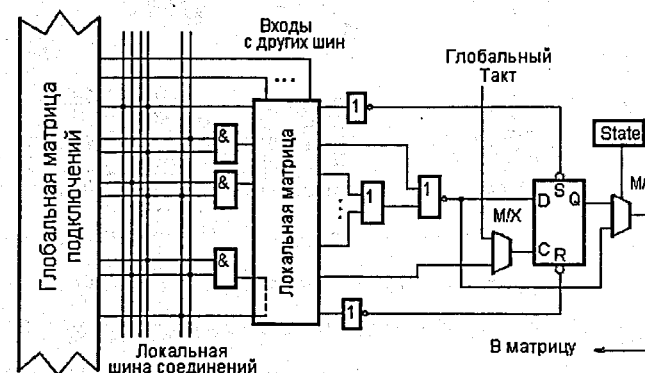 Входы
с других шин
Глобальный
Такт
Глобальная матрица
подключений
Локальная матрица
&
&
&
...
...
1
1
1
1
State
M/X
M/
D
S
Q
C
R
Локальная
шина соединений
В матрицу